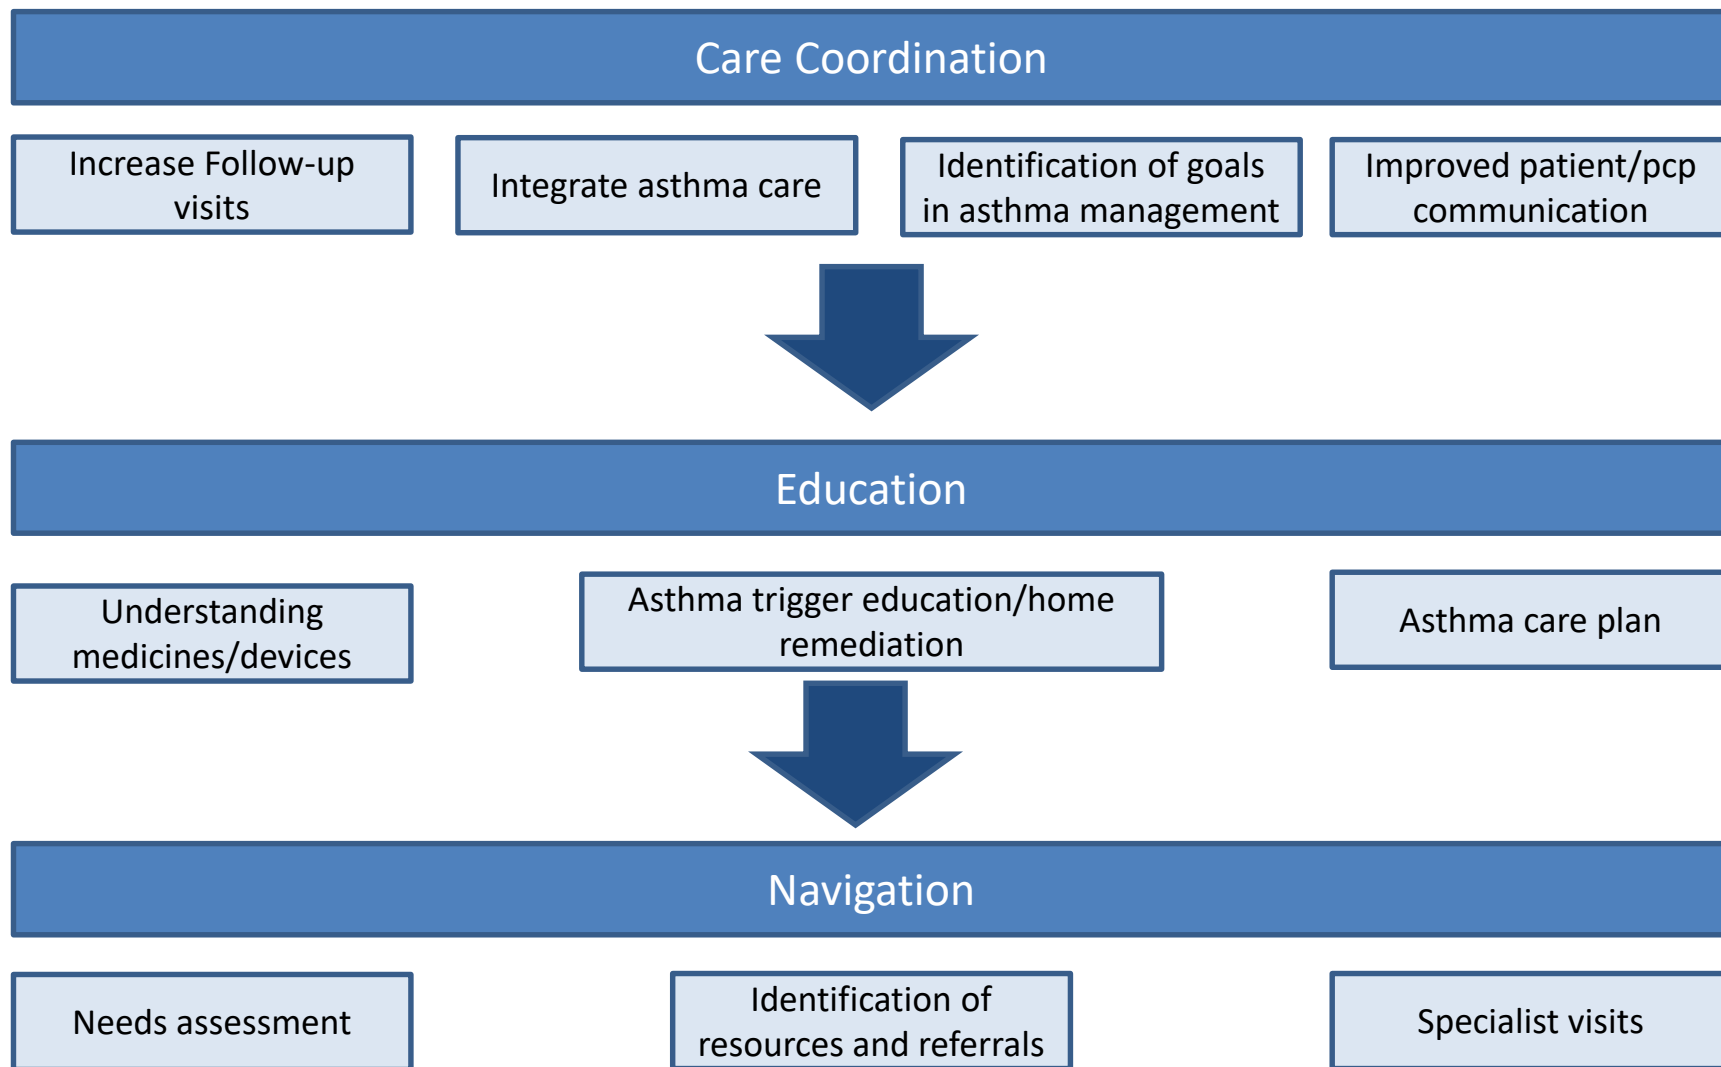 Care Coordination
Increase Follow-up
visits
Integrate asthma care
Identification of goals
in asthma management
Improved patient/pcp
communication
Education
Understanding
medicines/devices
Asthma trigger education/home
remediation
Asthma care plan
Navigation
Needs assessment
Identification of
resources and referrals
Specialist visits